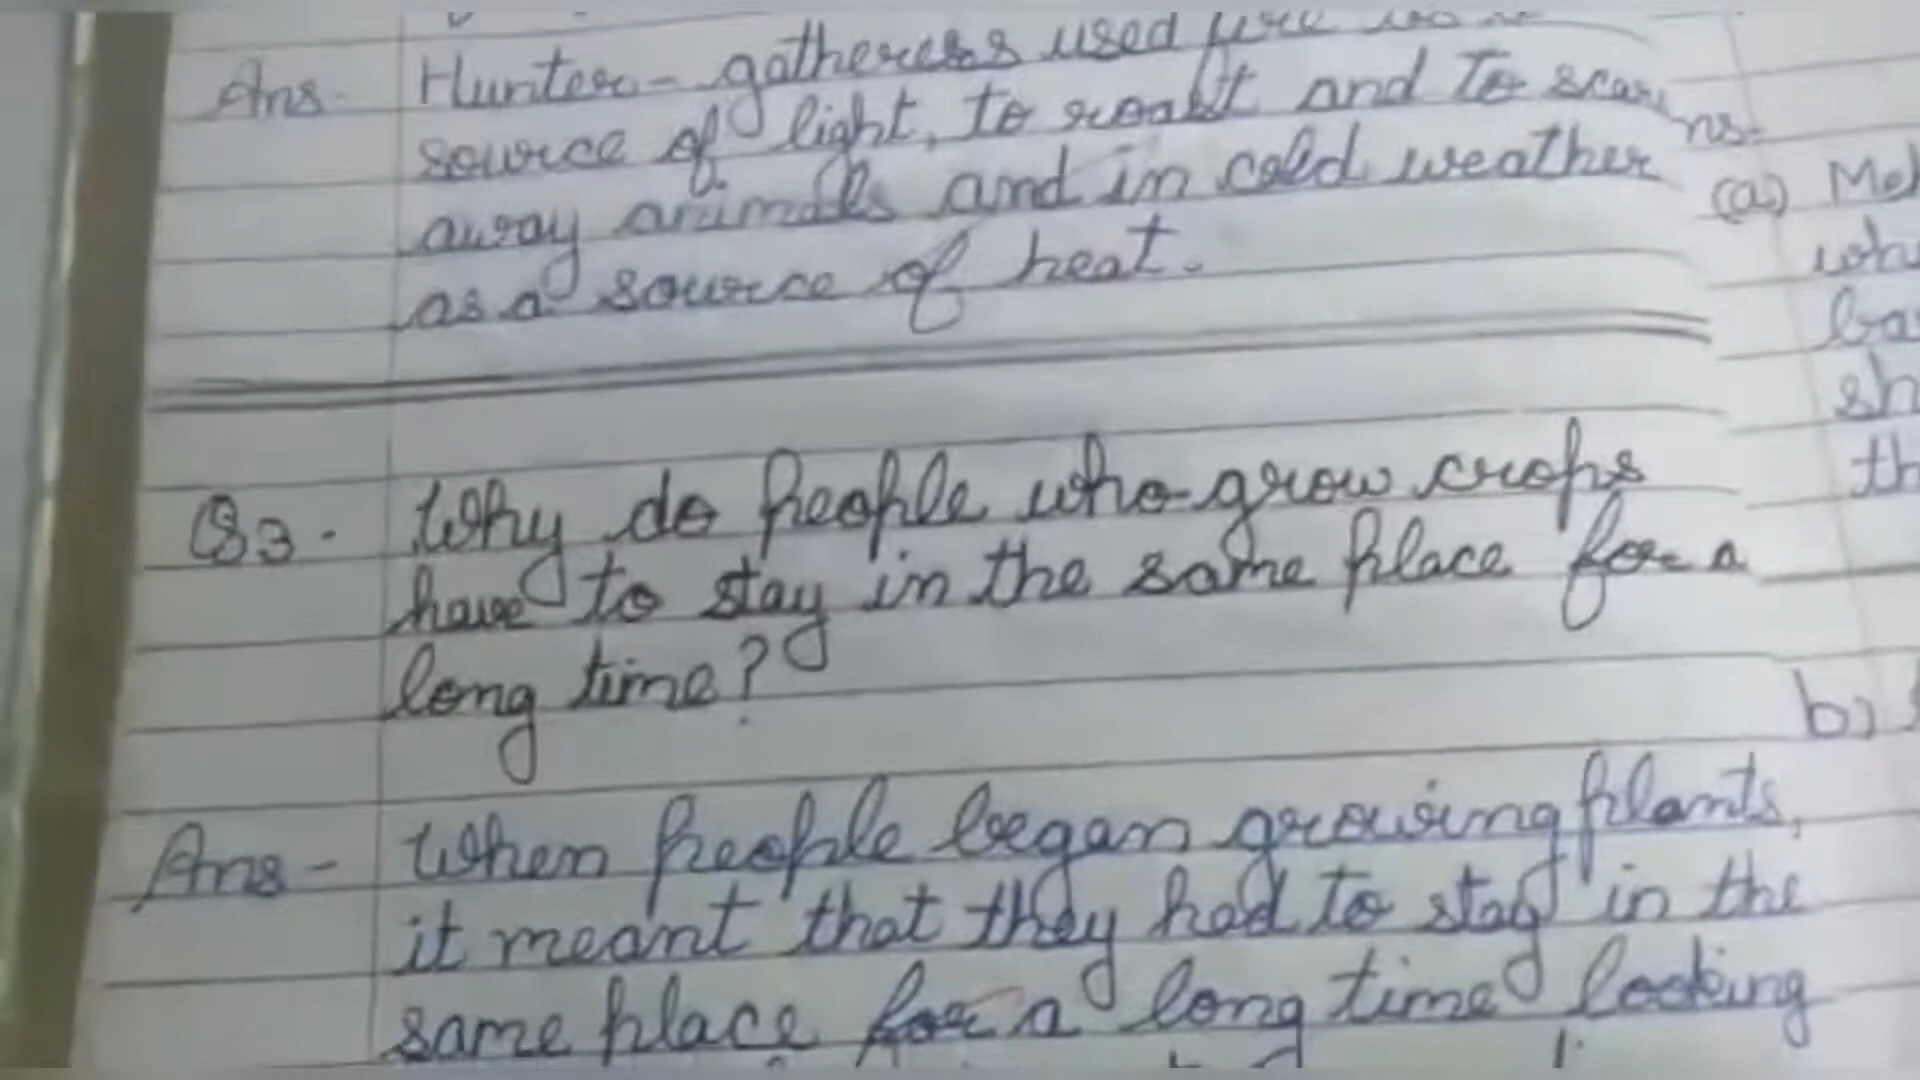 Ans. Hunter-gatherers used
source of light, to roast and to scare
away animals and in cold weather
as a source of heat.
Q3. Why do people who grow crops
have to stay in the same place for a
long time?
Ans- When people began growing plants,
it meant that they had to stay in the
same place for a long time looking
ns.
(a)
b)